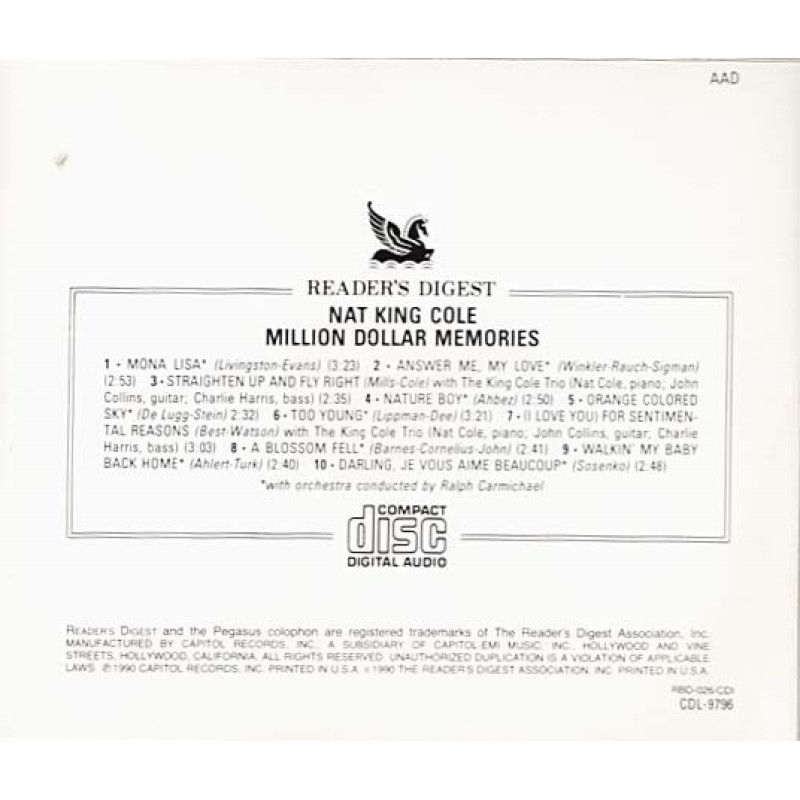 AAD
READER'S DIGEST
NAT KING COLE
MILLION DOLLAR MEMORIES
1 • MONA LISA* (Livingston-Evans) (3:23) 2 • ANSWER ME, MY LOVE* (Winkler-Rauch-Sigman)
(2:53) 3 • STRAIGHTEN UP AND FLY RIGHT (Mills-Cole) with The King Cole Trio (Nat Cole, piano; John
Collins, guitar; Charlie Harris, bass) (2:35) 4 • NATURE BOY* (Ahbez) (2:50) 5 • ORANGE COLORED
SKY* (De Lugg-Stein) 2:32) 6 • TOO YOUNG* (Lippman-Dee) (3:21) 7 • (I LOVE YOU) FOR SENTIMEN-
TAL REASONS (Best-Watson) with The King Cole Trio (Nat Cole, piano; John Collins, guitar; Charlie
Harris, bass) (3:03) 8 • A BLOSSOM FELL* (Barnes-Cornelius-John) (2:41) 9 • WALKIN' MY BABY
BACK HOME* (Ahlert-Turk) (2:40) 10 • DARLING, JE VOUS AIME BEAUCOUP* (Sosenko) (2:48)
*with orchestra conducted by Ralph Carmichael
COMPACT
disc
DIGITAL AUDIO
READER'S DIGEST and the Pegasus colophon are registered trademarks of The Reader's Digest Association, Inc.
MANUFACTURED BY CAPITOL RECORDS, INC., A SUBSIDIARY OF CAPITOL-EMI MUSIC, INC., HOLLYWOOD AND VINE
STREETS, HOLLYWOOD, CALIFORNIA. ALL RIGHTS RESERVED. UNAUTHORIZED DUPLICATION IS A VIOLATION OF APPLICABLE
LAWS. ℗1990 CAPITOL RECORDS, INC. PRINTED IN U.S.A. ©1990 THE READER'S DIGEST ASSOCIATION, INC. PRINTED IN U.S.A.
RBD-026/CDI
CDL-9796